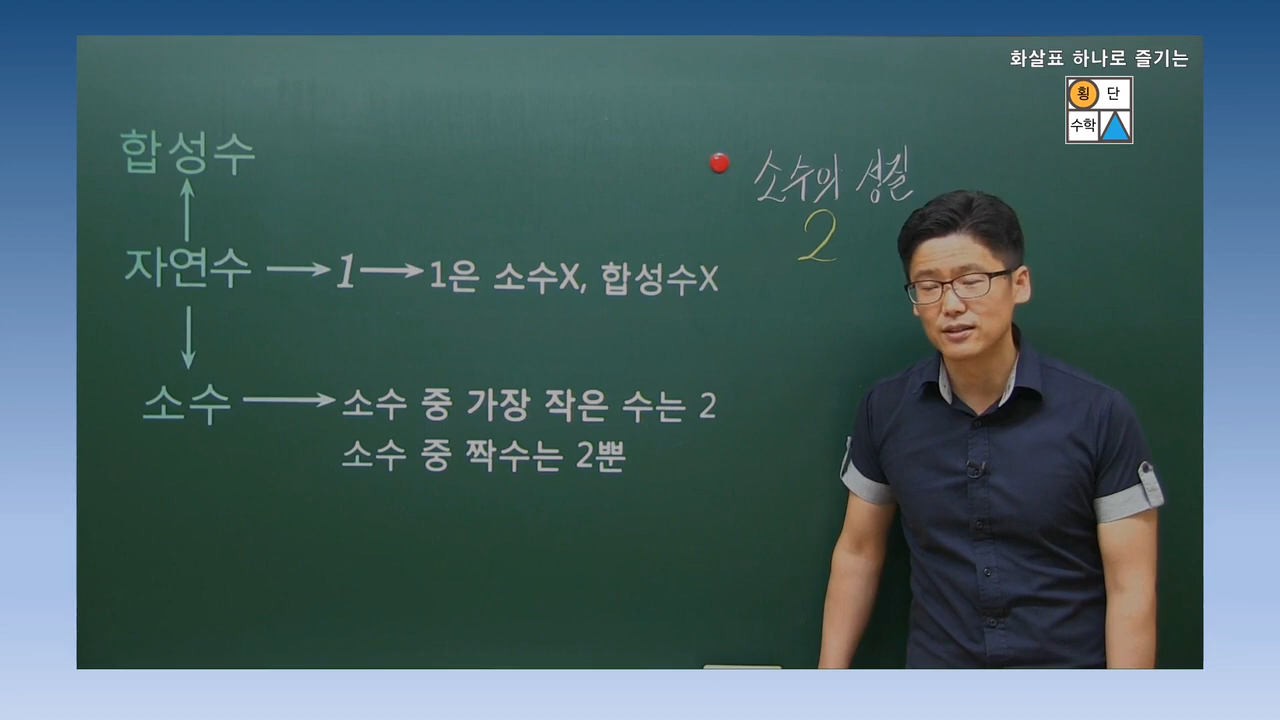 화살표 하나로 즐기는
횡 단
수학
합성수
소수의 성질
2
자연수 → 1 → 1은 소수X, 합성수X
소수 → 소수 중 가장 작은 수는 2
소수 중 짝수는 2뿐